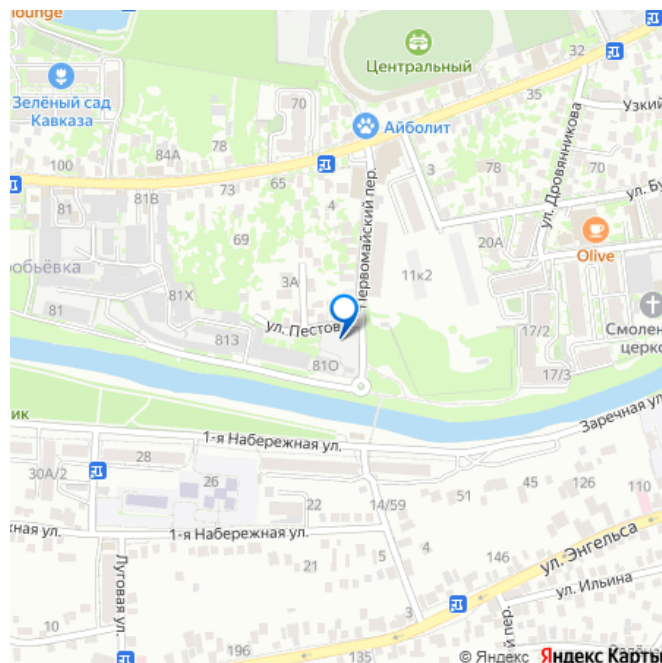 lounge
Зелёный сад
Кавказа
Центральный
32
35
Узкий
70
Айболит
ул. Дровянникова
100
84А
78
3
78
70
ул. Бу
81
81В
73
65
69
Первомайский пер.
20А
Olive
робьёвка
3А
11к2
81
81Х
ул. Пестов
813
81О
17/2
Смолен
церко
17/3
ик
1-я Набережная ул.
Заречная ул.
28
30А/2
26
22
14/59
51
45
126
110
жная ул.
1-я Набережная ул.
5
4
146
ул. Энгельса
Луговая ул.
21
ул. Ильина
3
й пер.
196
135
© Яндекс Яндекс Карты